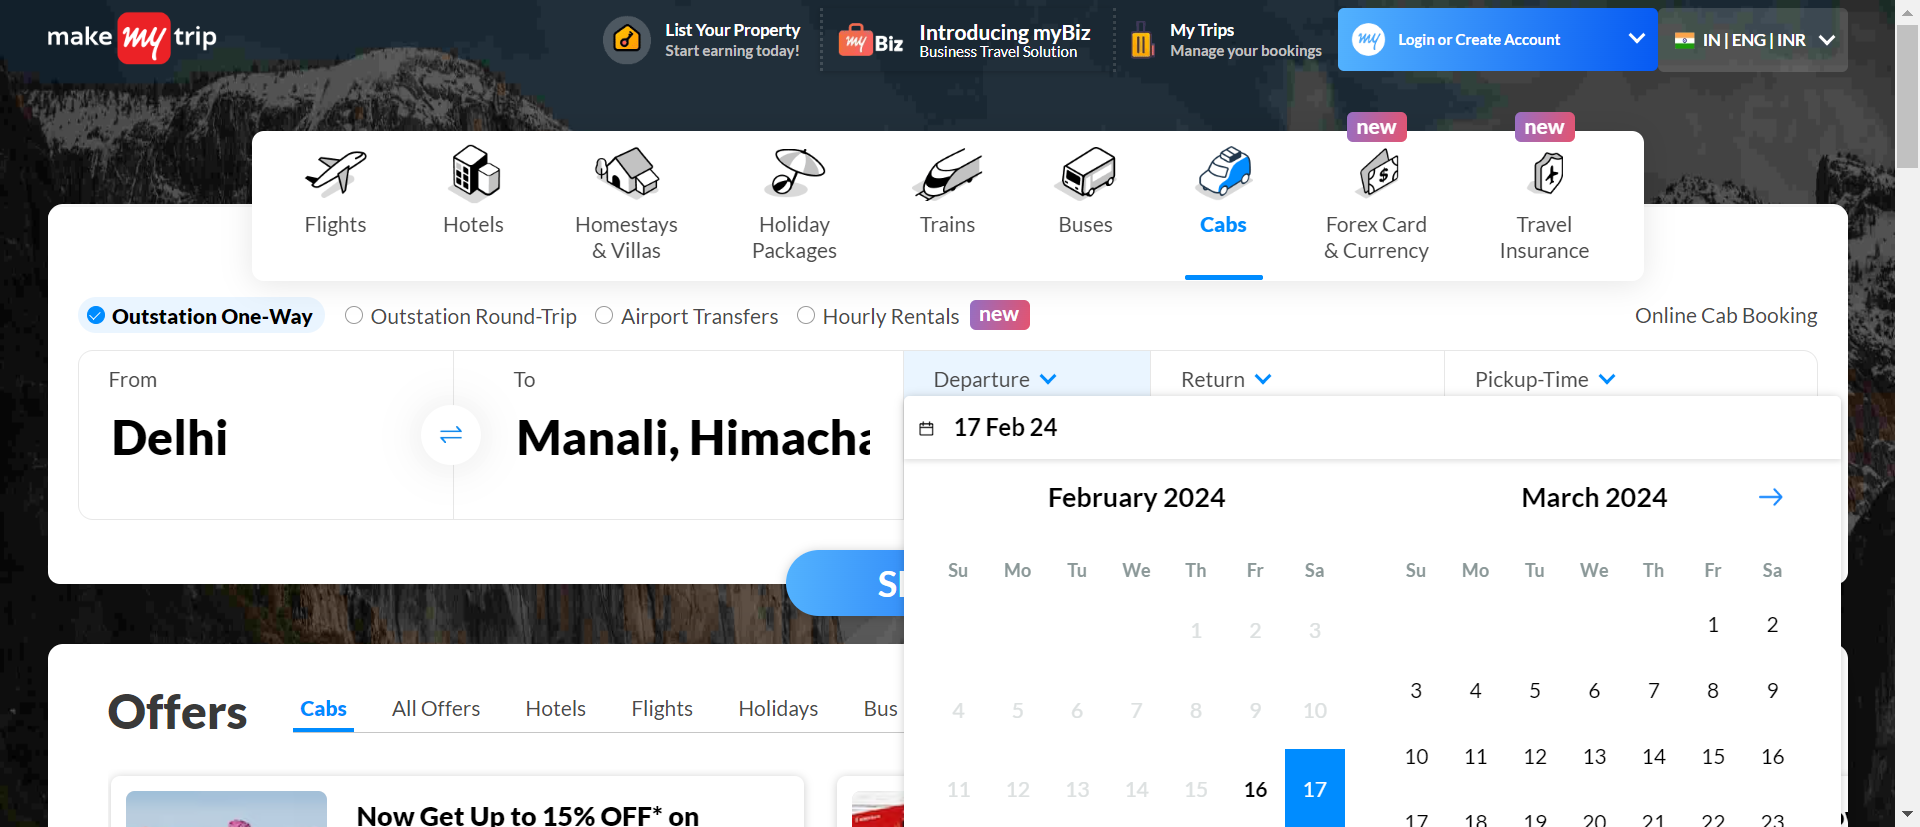 make my trip
List Your Property
Start earning today!
my Biz
Introducing myBiz
Business Travel Solution
My Trips
Manage your bookings
my Login or Create Account
IN | ENG | INR
new
new
Flights
Hotels
Homestays
& Villas
Holiday
Packages
Trains
Buses
Cabs
Forex Card
& Currency
Travel
Insurance
Outstation One-Way
Outstation Round-Trip
Airport Transfers
Hourly Rentals
new
Online Cab Booking
From
Delhi
To
Manali, Himacha
Departure
Return
Pickup-Time
17 Feb 24
February 2024
Su Mo Tu We Th Fr Sa
1 2 3
4 5 6 7 8 9 10
11 12 13 14 15 16 17
March 2024
Su Mo Tu We Th Fr Sa
1 2
3 4 5 6 7 8 9
10 11 12 13 14 15 16
17 18 19 20 21 22 23
Offers
Cabs
All Offers
Hotels
Flights
Holidays
Bus
Now Get Up to 15% OFF* on